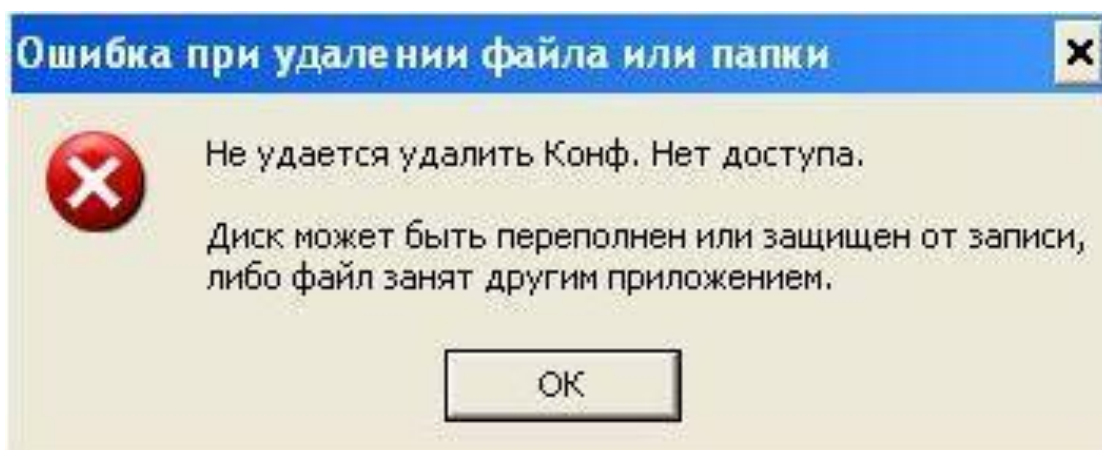 Ошибка при удалении файла или папки
Не удается удалить Конф. Нет доступа.
Диск может быть переполнен или защищен от записи,
либо файл занят другим приложением.
ОК